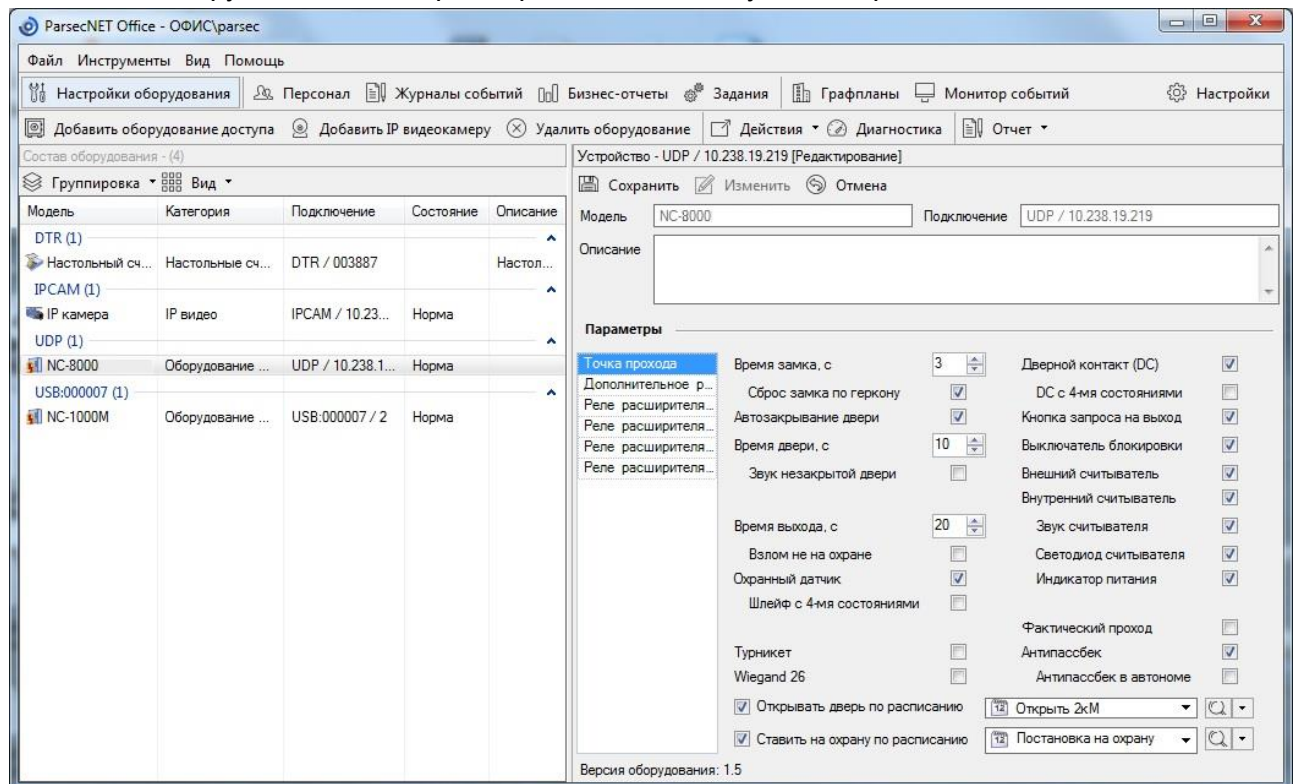 ParsecNET Office - ОФИС\parsec
Файл Инструменты Вид Помощь
Настройки оборудования Персонал Журналы событий Бизнес-отчеты Задания Графпланы Монитор событий Настройки
Добавить оборудование доступа Добавить IP видеокамеру Удалить оборудование Действия Диагностика Отчет
Состав оборудования - (4)
Группировка Вид
Модель Категория Подключение Состояние Описание
DTR (1)
Настольный сч... Настольные сч... DTR / 003887 Настол...
IPCAM (1)
IP камера IP видео IPCAM / 10.23... Норма
UDP (1)
NC-8000 Оборудование ... UDP / 10.238.1... Норма
USB:000007 (1)
NC-1000M Оборудование ... USB:000007 / 2 Норма
Устройство - UDP / 10.238.19.219 [Редактирование]
Сохранить Изменить Отмена
Модель NC-8000 Подключение UDP / 10.238.19.219
Описание
Параметры
Точка прохода
Дополнительное р...
Реле расширителя...
Реле расширителя...
Реле расширителя...
Реле расширителя...
Время замка, с 3 Дверной контакт (DC)
Сброс замка по геркону DC с 4-мя состояниями
Автозакрывание двери Кнопка запроса на выход
Время двери, с 10 Выключатель блокировки
Звук незакрытой двери Внешний считыватель
Внутренний считыватель
Время выхода, с 20 Звук считывателя
Взлом не на охране Светодиод считывателя
Охранный датчик Индикатор питания
Шлейф с 4-мя состояниями
Фактический проход
Турникет Антипассбек
Wiegand 26 Антипассбек в автономе
Открывать дверь по расписанию 12 Открыть 2кМ
Ставить на охрану по расписанию 12 Постановка на охрану
Версия оборудования: 1.5